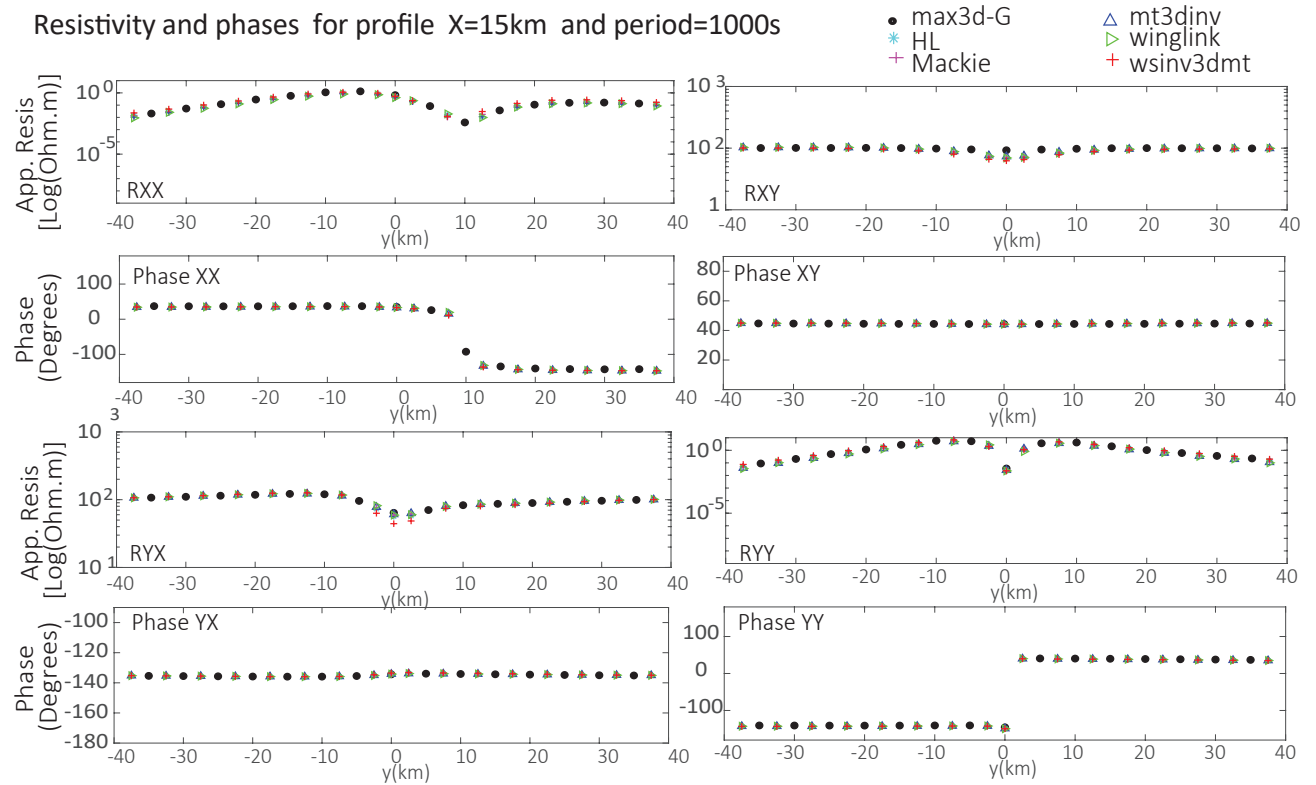 Resistivity and phases for profile X=15km and period=1000s
max3d-G
HL
Mackie
mt3dinv
winglink
wsinv3dmt
App. Resis
[Log(Ohm.m)]
10^0
10^-5
RXX
-40 -30 -20 -10 0 10 20 30 40
y(km)
10^3
10^2
1
RXY
-40 -30 -20 -10 0 10 20 30 40
y(km)
Phase
(Degrees)
100
0
-100
Phase XX
-40 -30 -20 -10 0 10 20 30 40
y(km)
80
60
40
20
Phase XY
-40 -30 -20 -10 0 10 20 30 40
y(km)
App. Resis
[Log(Ohm.m)]
3
10
10^2
10^1
RYX
-40 -30 -20 -10 0 10 20 30 40
y(km)
10^0
10^-5
RYY
-40 -30 -20 -10 0 10 20 30 40
y(km)
Phase
(Degrees)
-100
-120
-140
-160
-180
Phase YX
-40 -30 -20 -10 0 10 20 30 40
y(km)
100
0
-100
Phase YY
-40 -30 -20 -10 0 10 20 30 40
y(km)